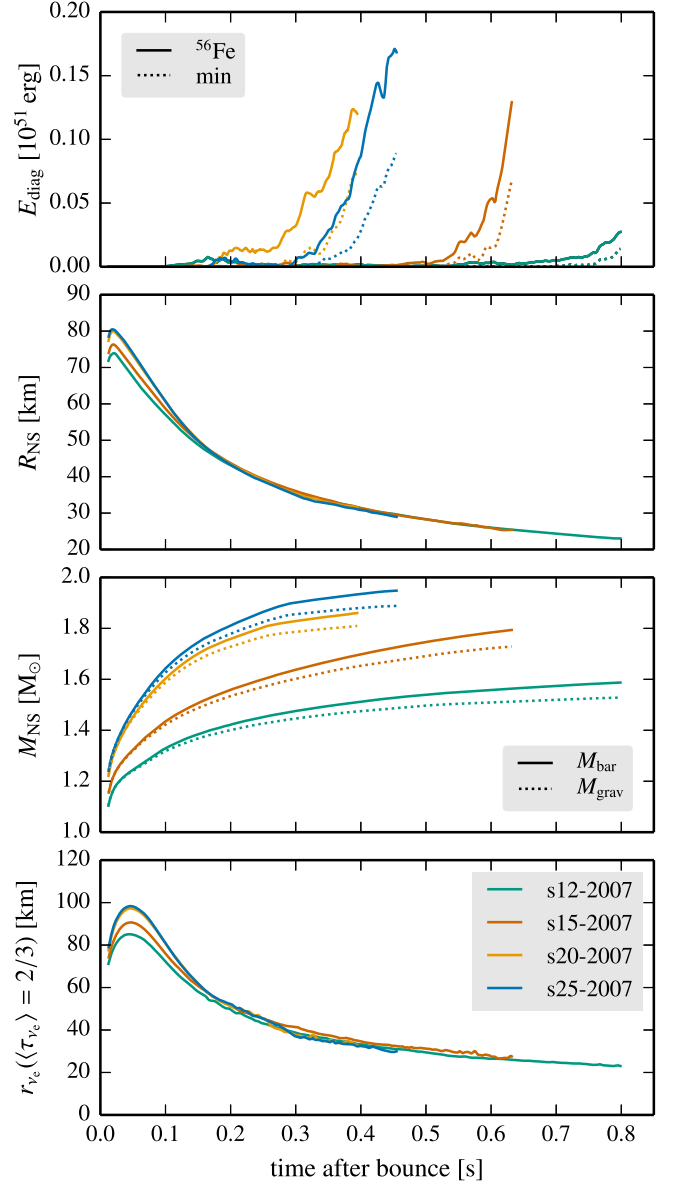 0.20
0.15
0.10
0.05
0.00
E_diag [10^51 erg]
^56Fe
min
90
80
70
60
50
40
30
20
R_NS [km]
2.0
1.8
1.6
1.4
1.2
1.0
M_NS [M_⊙]
M_bar
M_grav
120
100
80
60
40
20
0
r_νe(⟨τ_νe⟩ = 2/3) [km]
s12-2007
s15-2007
s20-2007
s25-2007
0.0 0.1 0.2 0.3 0.4 0.5 0.6 0.7 0.8
time after bounce [s]